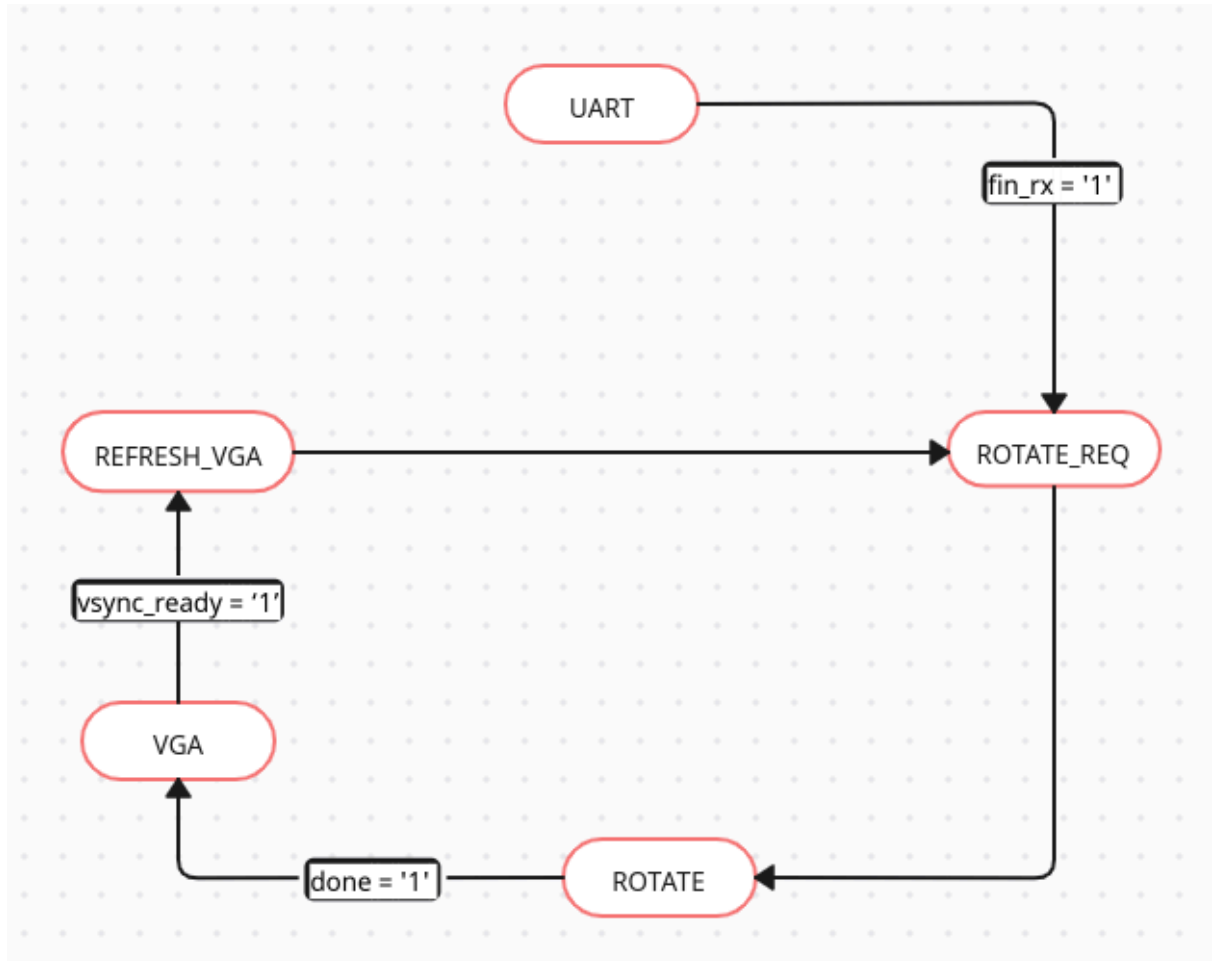 UART
fin_rx = '1'
REFRESH_VGA
ROTATE_REQ
vsync_ready = ‘1’
VGA
done = '1'
ROTATE